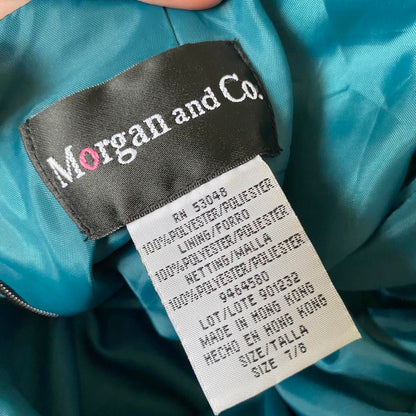 Morgan and Co.
RN 53048
100%POLYESTER/POLIESTER
LINING/FORRO
100%POLYESTER/POLIESTER
NETTING/MALLA
100%POLYESTER/POLIESTER
9464580
LOT/LOTE 901232
MADE IN HONG KONG
HECHO EN HONG KONG
SIZE/TALLA
SIZE 7/8